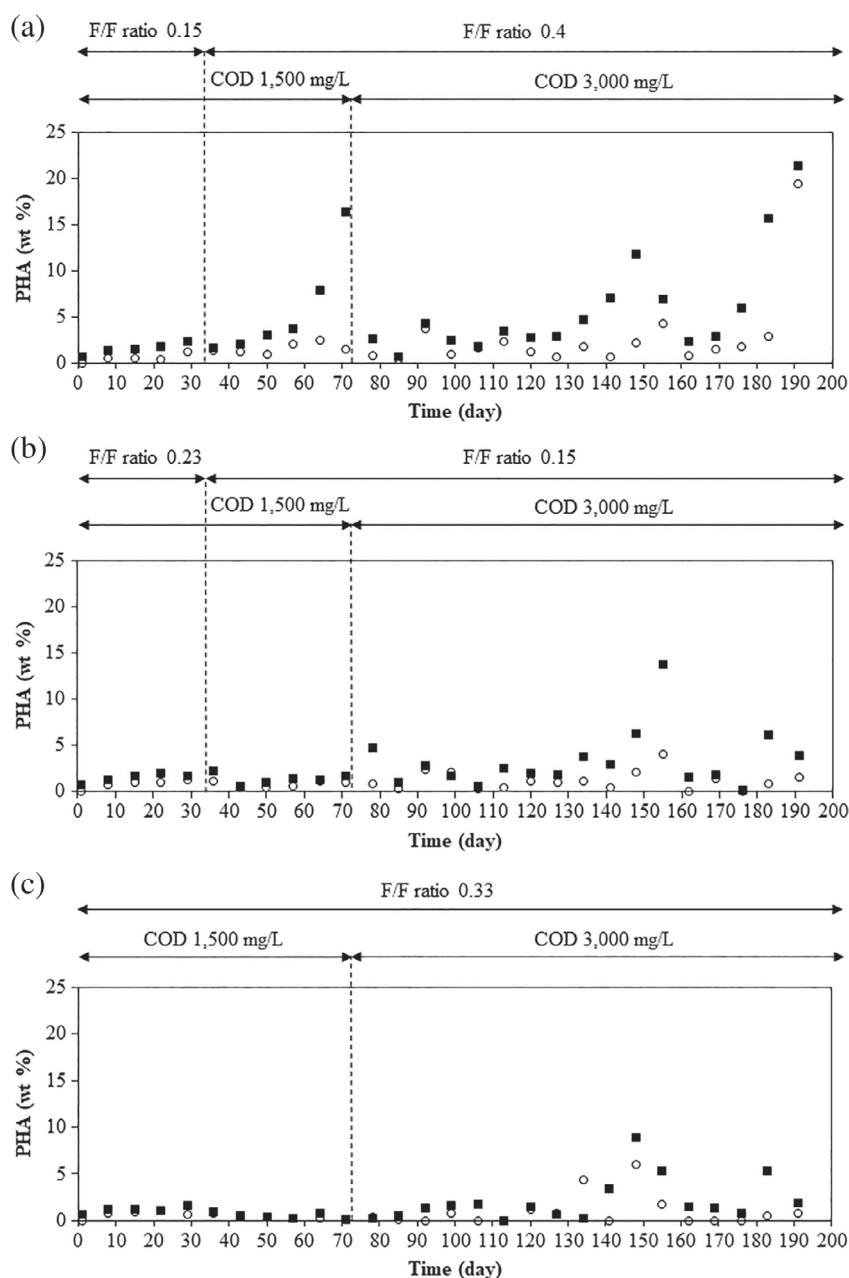 (a)
F/F ratio 0.15 F/F ratio 0.4
COD 1,500 mg/L COD 3,000 mg/L
25
20
15
10
5
0
PHA (wt %)
0 10 20 30 40 50 60 70 80 90 100 110 120 130 140 150 160 170 180 190 200
Time (day)
(b)
F/F ratio 0.23 F/F ratio 0.15
COD 1,500 mg/L COD 3,000 mg/L
25
20
15
10
5
0
PHA (wt %)
0 10 20 30 40 50 60 70 80 90 100 110 120 130 140 150 160 170 180 190 200
Time (day)
(c)
F/F ratio 0.33
COD 1,500 mg/L COD 3,000 mg/L
25
20
15
10
5
0
PHA (wt %)
0 10 20 30 40 50 60 70 80 90 100 110 120 130 140 150 160 170 180 190 200
Time (day)